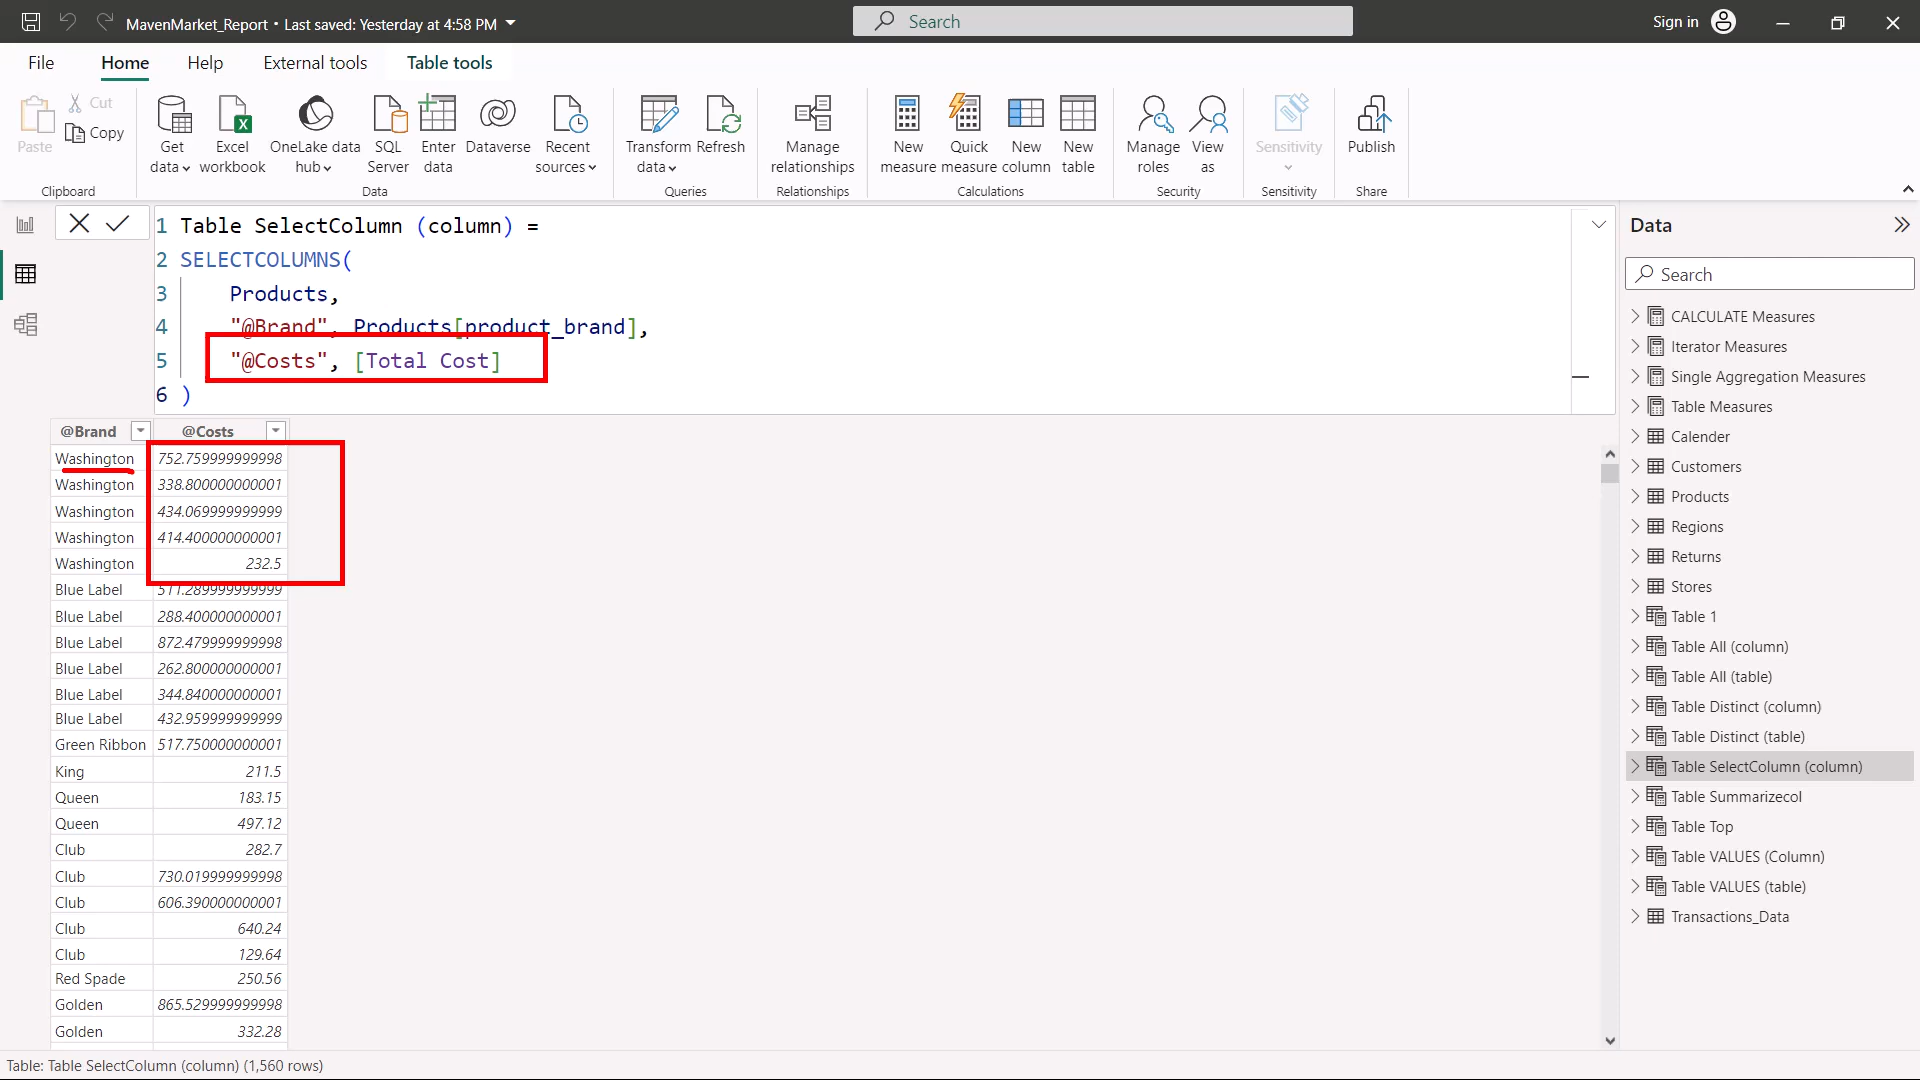 MavenMarket_Report • Last saved: Yesterday at 4:58 PM
Search
Sign in
File
Home
Help
External tools
Table tools
Paste
Cut
Copy
Clipboard
Get data
Excel workbook
OneLake data hub
SQL Server
Enter data
Dataverse
Recent sources
Data
Transform data
Refresh
Queries
Manage relationships
Relationships
New measure
Quick measure
New column
New table
Calculations
Manage roles
View as
Security
Sensitivity
Sensitivity
Publish
Share
1 Table SelectColumn (column) =
2 SELECTCOLUMNS(
3 Products,
4 "@Brand", Products[product_brand],
5 "@Costs", [Total Cost]
6 )
@Brand @Costs
Washington 752.759999999998
Washington 338.800000000001
Washington 434.069999999999
Washington 414.400000000001
Washington 232.5
Blue Label 511.289999999999
Blue Label 288.400000000001
Blue Label 872.479999999998
Blue Label 262.800000000001
Blue Label 344.840000000001
Blue Label 432.959999999999
Green Ribbon 517.750000000001
King 211.5
Queen 183.15
Queen 497.12
Club 282.7
Club 730.019999999998
Club 606.390000000001
Club 640.24
Club 129.64
Red Spade 250.56
Golden 865.529999999998
Golden 332.28
Data
Search
CALCULATE Measures
Iterator Measures
Single Aggregation Measures
Table Measures
Calender
Customers
Products
Regions
Returns
Stores
Table 1
Table All (column)
Table All (table)
Table Distinct (column)
Table Distinct (table)
Table SelectColumn (column)
Table Summarizecol
Table Top
Table VALUES (Column)
Table VALUES (table)
Transactions_Data
Table: Table SelectColumn (column) (1,560 rows)